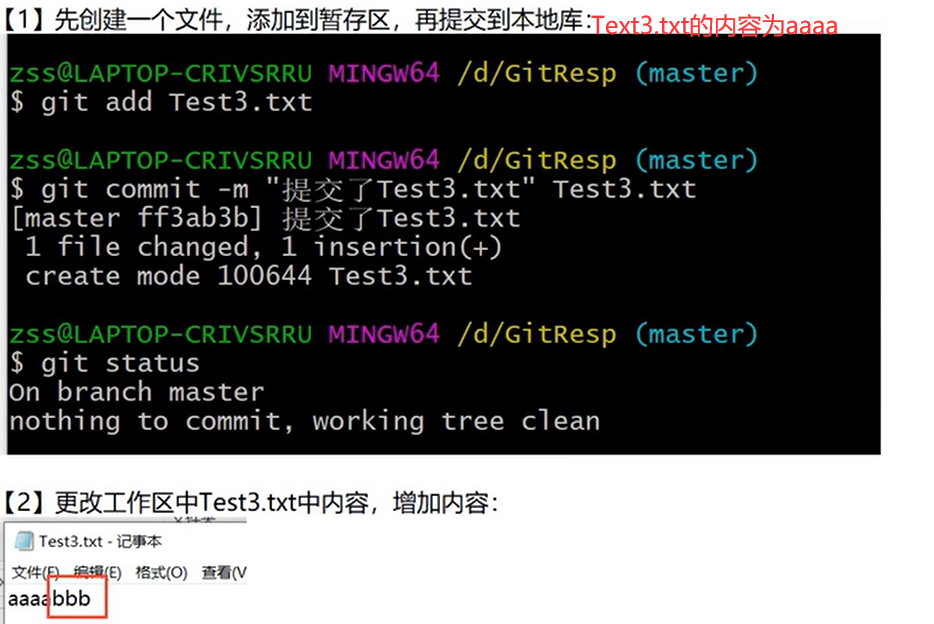 【1】先创建一个文件，添加到暂存区，再提交到本地库：Text3.txt的内容为aaaa
zss@LAPTOP-CRIVSRRU MINGW64 /d/GitResp (master)
$ git add Test3.txt
zss@LAPTOP-CRIVSRRU MINGW64 /d/GitResp (master)
$ git commit -m "提交了Test3.txt" Test3.txt
[master ff3ab3b] 提交了Test3.txt
1 file changed, 1 insertion(+)
create mode 100644 Test3.txt
zss@LAPTOP-CRIVSRRU MINGW64 /d/GitResp (master)
$ git status
On branch master
nothing to commit, working tree clean
【2】更改工作区中Test3.txt中内容，增加内容：
Test3.txt - 记事本
文件(F) 编辑(E) 格式(O) 查看(V
aaaabbb